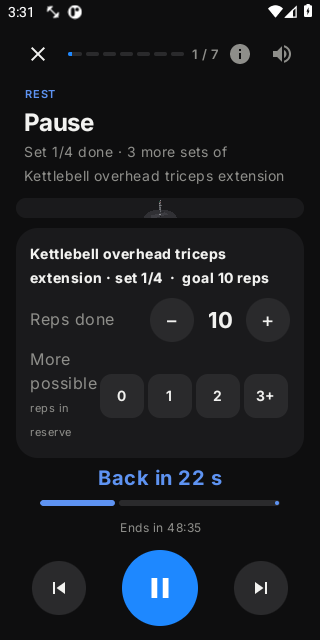 3:31
1 / 7
REST
Pause
Set 1/4 done · 3 more sets of
Kettlebell overhead triceps extension
Kettlebell overhead triceps
extension · set 1/4 · goal 10 reps
Reps done
− 10 +
More
possible
reps in
reserve
0 1 2 3+
Back in 22 s
Ends in 48:35